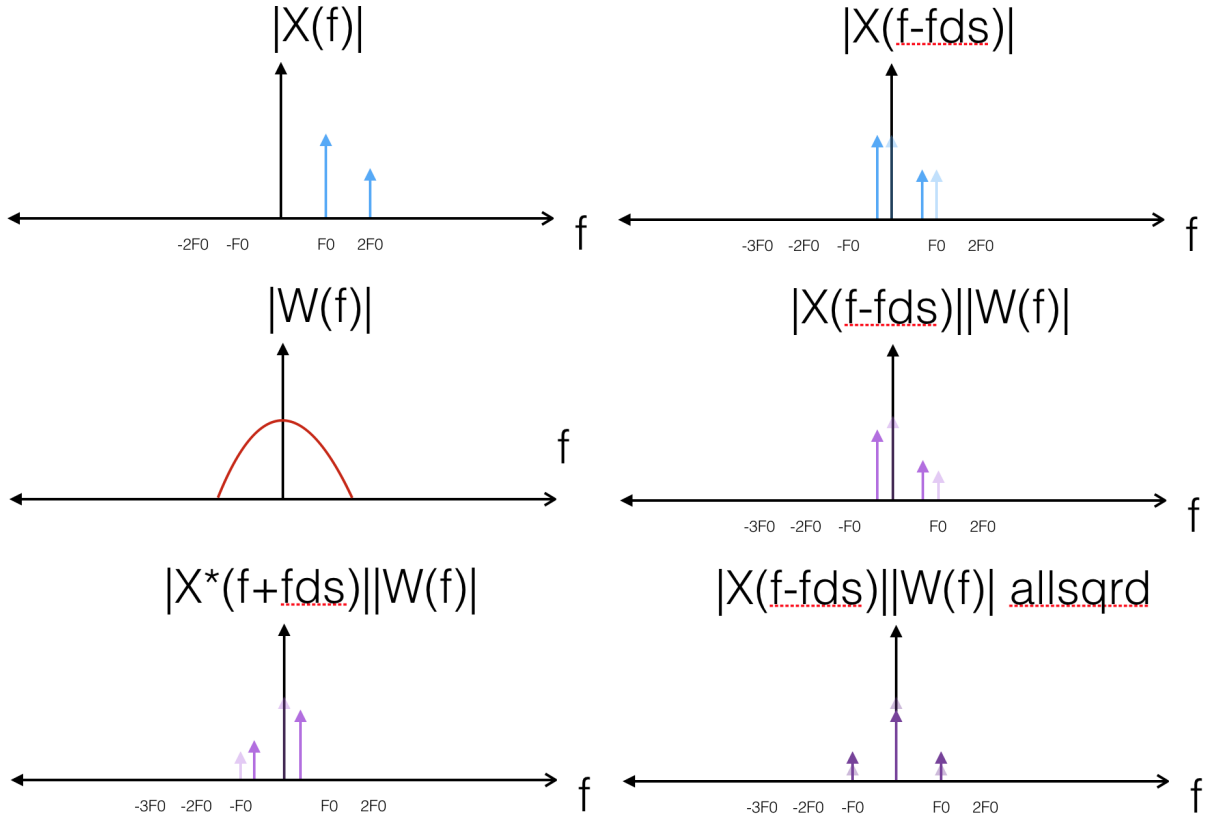 |X(f)|
f
-2F0 -F0 F0 2F0
|X(f-fds)|
f
-3F0 -2F0 -F0 F0 2F0
|W(f)|
f
|X(f-fds)||W(f)|
f
-3F0 -2F0 -F0 F0 2F0
|X*(f+fds)||W(f)|
f
-3F0 -2F0 -F0 F0 2F0
|X(f-fds)||W(f)| allsqrd
f
-3F0 -2F0 -F0 F0 2F0